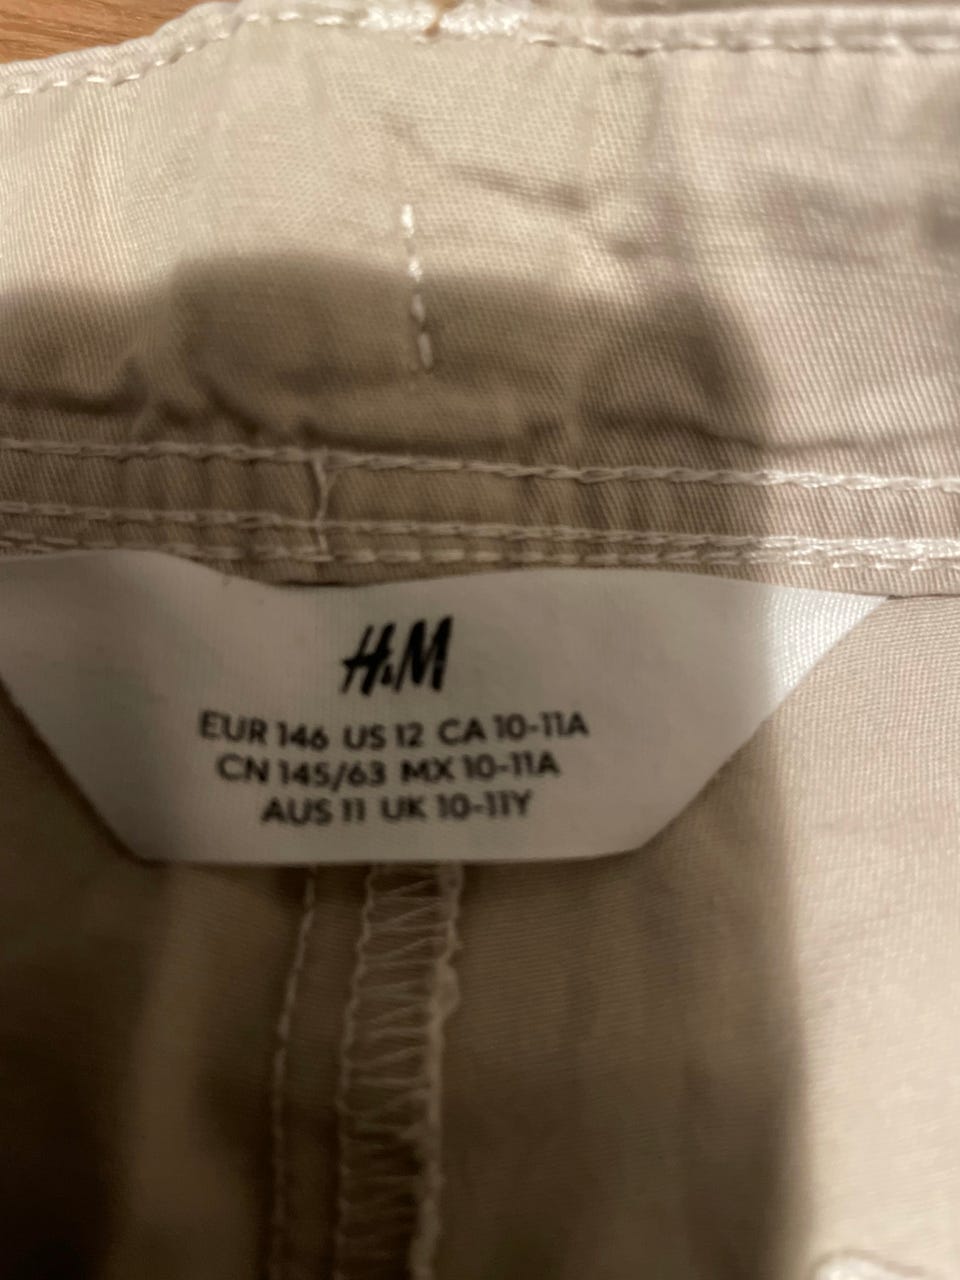 H&M
EUR 146 US 12 CA 10-11A
CN 145/63 MX 10-11A
AUS 11 UK 10-11Y